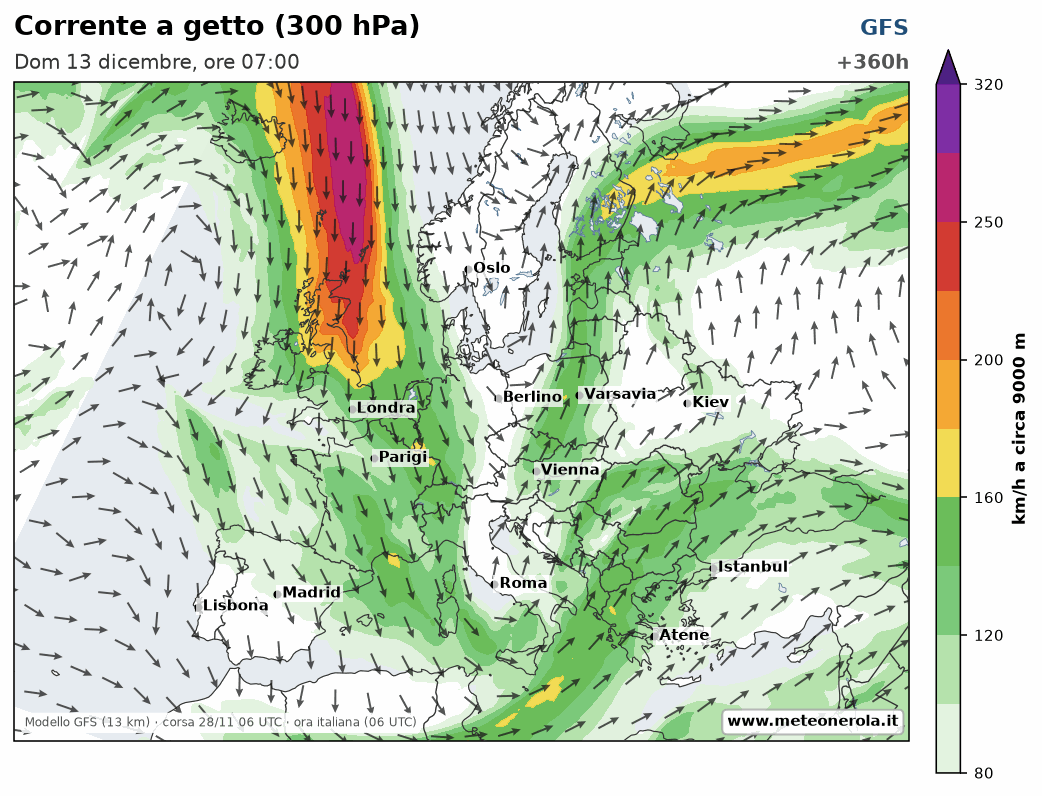 Corrente a getto (300 hPa)
GFS
Dom 13 dicembre, ore 07:00
+360h
320
250
200
160
120
80
km/h a circa 9000 m
Oslo
Berlino
Varsavia
Kiev
Londra
Parigi
Vienna
Istanbul
Roma
Madrid
Lisbona
Atene
Modello GFS (13 km) · corsa 28/11 06 UTC · ora italiana (06 UTC)
www.meteonerola.it